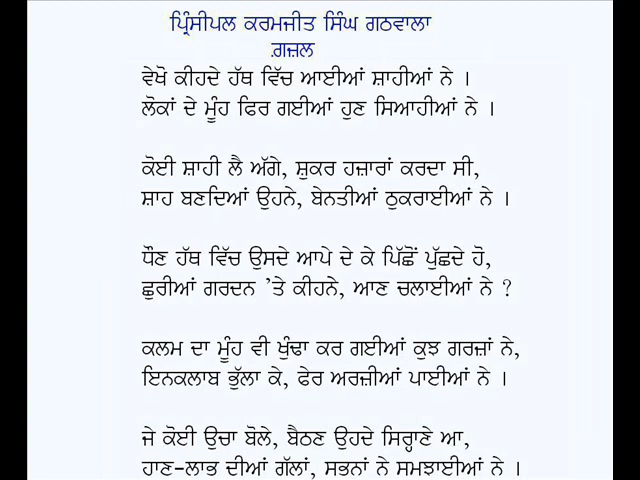 ਪ੍ਰਿੰਸੀਪਲ ਕਰਮਜੀਤ ਸਿੰਘ ਗਠਵਾਲਾ
ਗ਼ਜ਼ਲ
ਵੇਖੋ ਕੀਹਦੇ ਹੱਥ ਵਿੱਚ ਆਈਆਂ ਸ਼ਾਹੀਆਂ ਨੇ ।
ਲੋਕਾਂ ਦੇ ਮੂੰਹ ਫਿਰ ਗਈਆਂ ਹੁਣ ਸਿਆਹੀਆਂ ਨੇ ।
ਕੋਈ ਸ਼ਾਹੀ ਲੈ ਅੱਗੇ, ਸ਼ੁਕਰ ਹਜ਼ਾਰਾਂ ਕਰਦਾ ਸੀ,
ਸ਼ਾਹ ਬਣਦਿਆਂ ਉਹਨੇ, ਬੇਨਤੀਆਂ ਠੁਕਰਾਈਆਂ ਨੇ ।
ਧੌਣ ਹੱਥ ਵਿੱਚ ਉਸਦੇ ਆਪੇ ਦੇ ਕੇ ਪਿੱਛੋਂ ਪੁੱਛਦੇ ਹੋ,
ਛੁਰੀਆਂ ਗਰਦਨ 'ਤੇ ਕੀਹਨੇ, ਆਣ ਚਲਾਈਆਂ ਨੇ ?
ਕਲਮ ਦਾ ਮੂੰਹ ਵੀ ਖੁੰਢਾ ਕਰ ਗਈਆਂ ਕੁਝ ਗਰਜ਼ਾਂ ਨੇ,
ਇਨਕਲਾਬ ਭੁੱਲਾ ਕੇ, ਫੇਰ ਅਰਜ਼ੀਆਂ ਪਾਈਆਂ ਨੇ ।
ਜੇ ਕੋਈ ਉਚਾ ਬੋਲੇ, ਬੈਠਣ ਉਹਦੇ ਸਿਰ੍ਹਾਣੇ ਆ,
ਹਾਣ-ਲਾਭ ਦੀਆਂ ਗੱਲਾਂ, ਸਭਨਾਂ ਨੇ ਸਮਝਾਈਆਂ ਨੇ ।